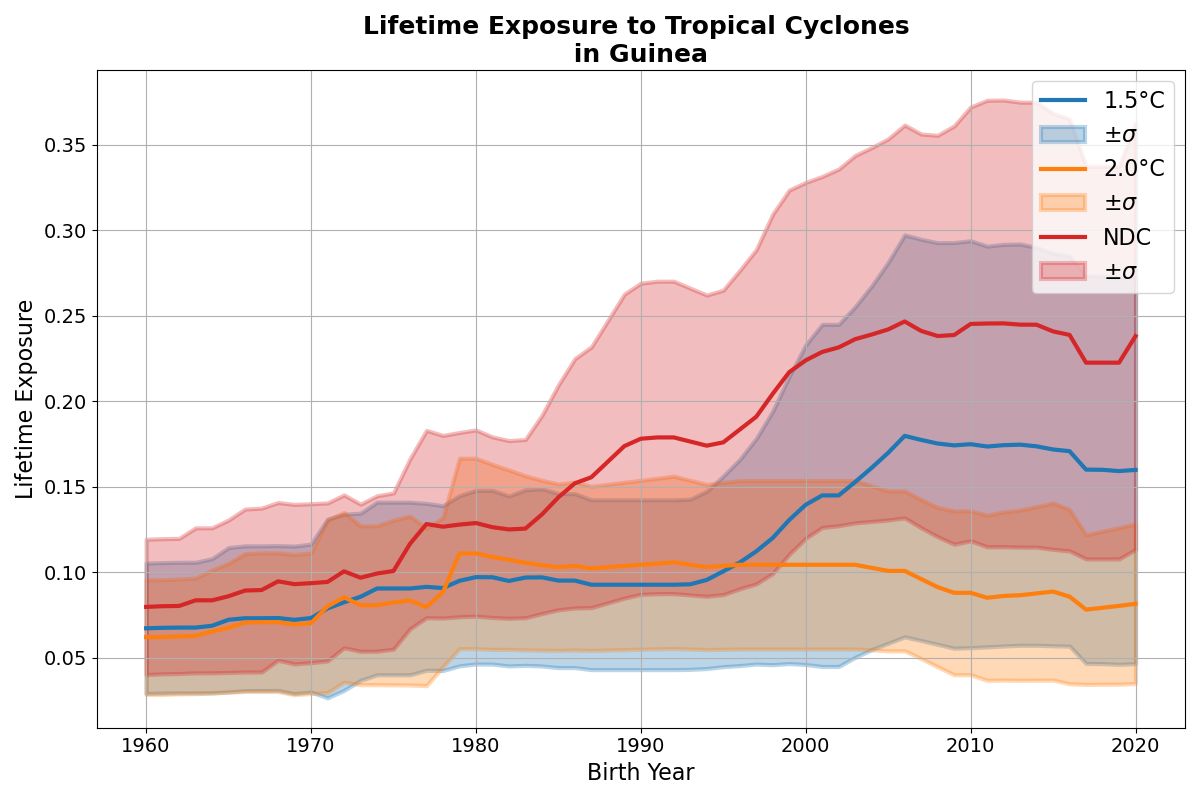 Lifetime Exposure to Tropical Cyclones
in Guinea
Lifetime Exposure
0.35
0.30
0.25
0.20
0.15
0.10
0.05
1960
1970
1980
1990
2000
2010
2020
Birth Year
1.5°C
±σ
2.0°C
±σ
NDC
±σ